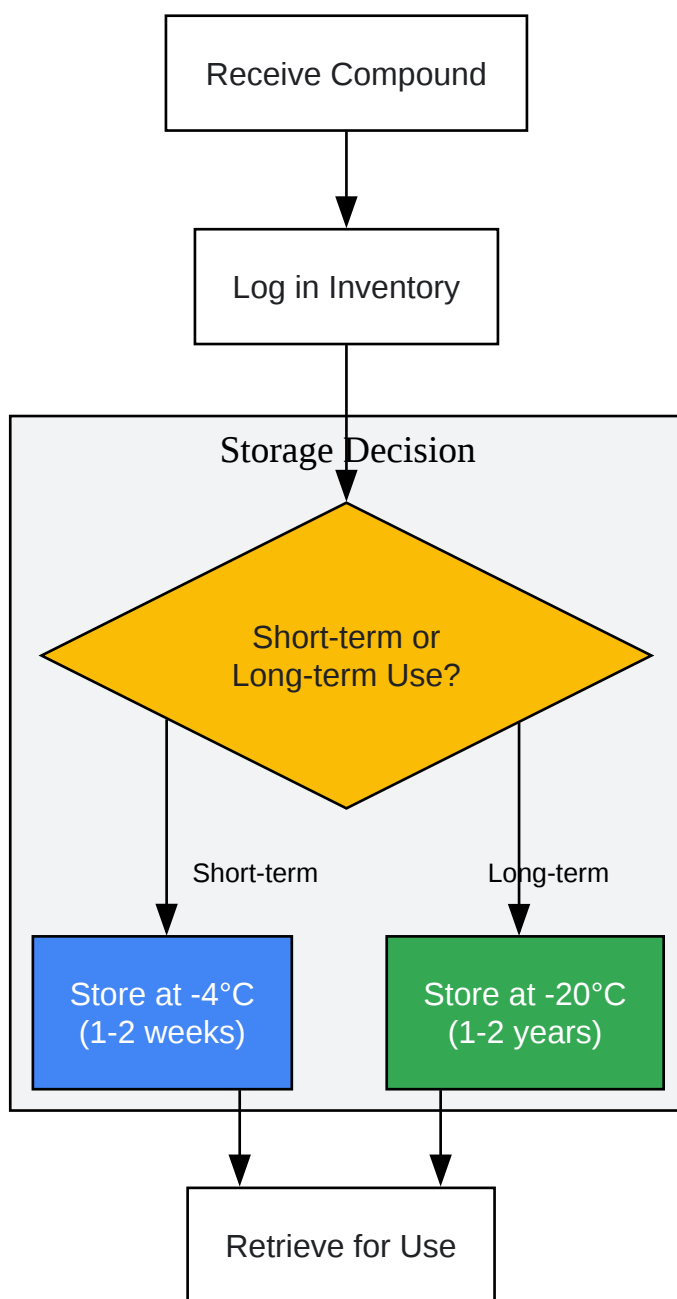 Receive Compound
Log in Inventory
Storage Decision
Short-term or
Long-term Use?
Short-term
Long-term
Store at -4°C
(1-2 weeks)
Store at -20°C
(1-2 years)
Retrieve for Use